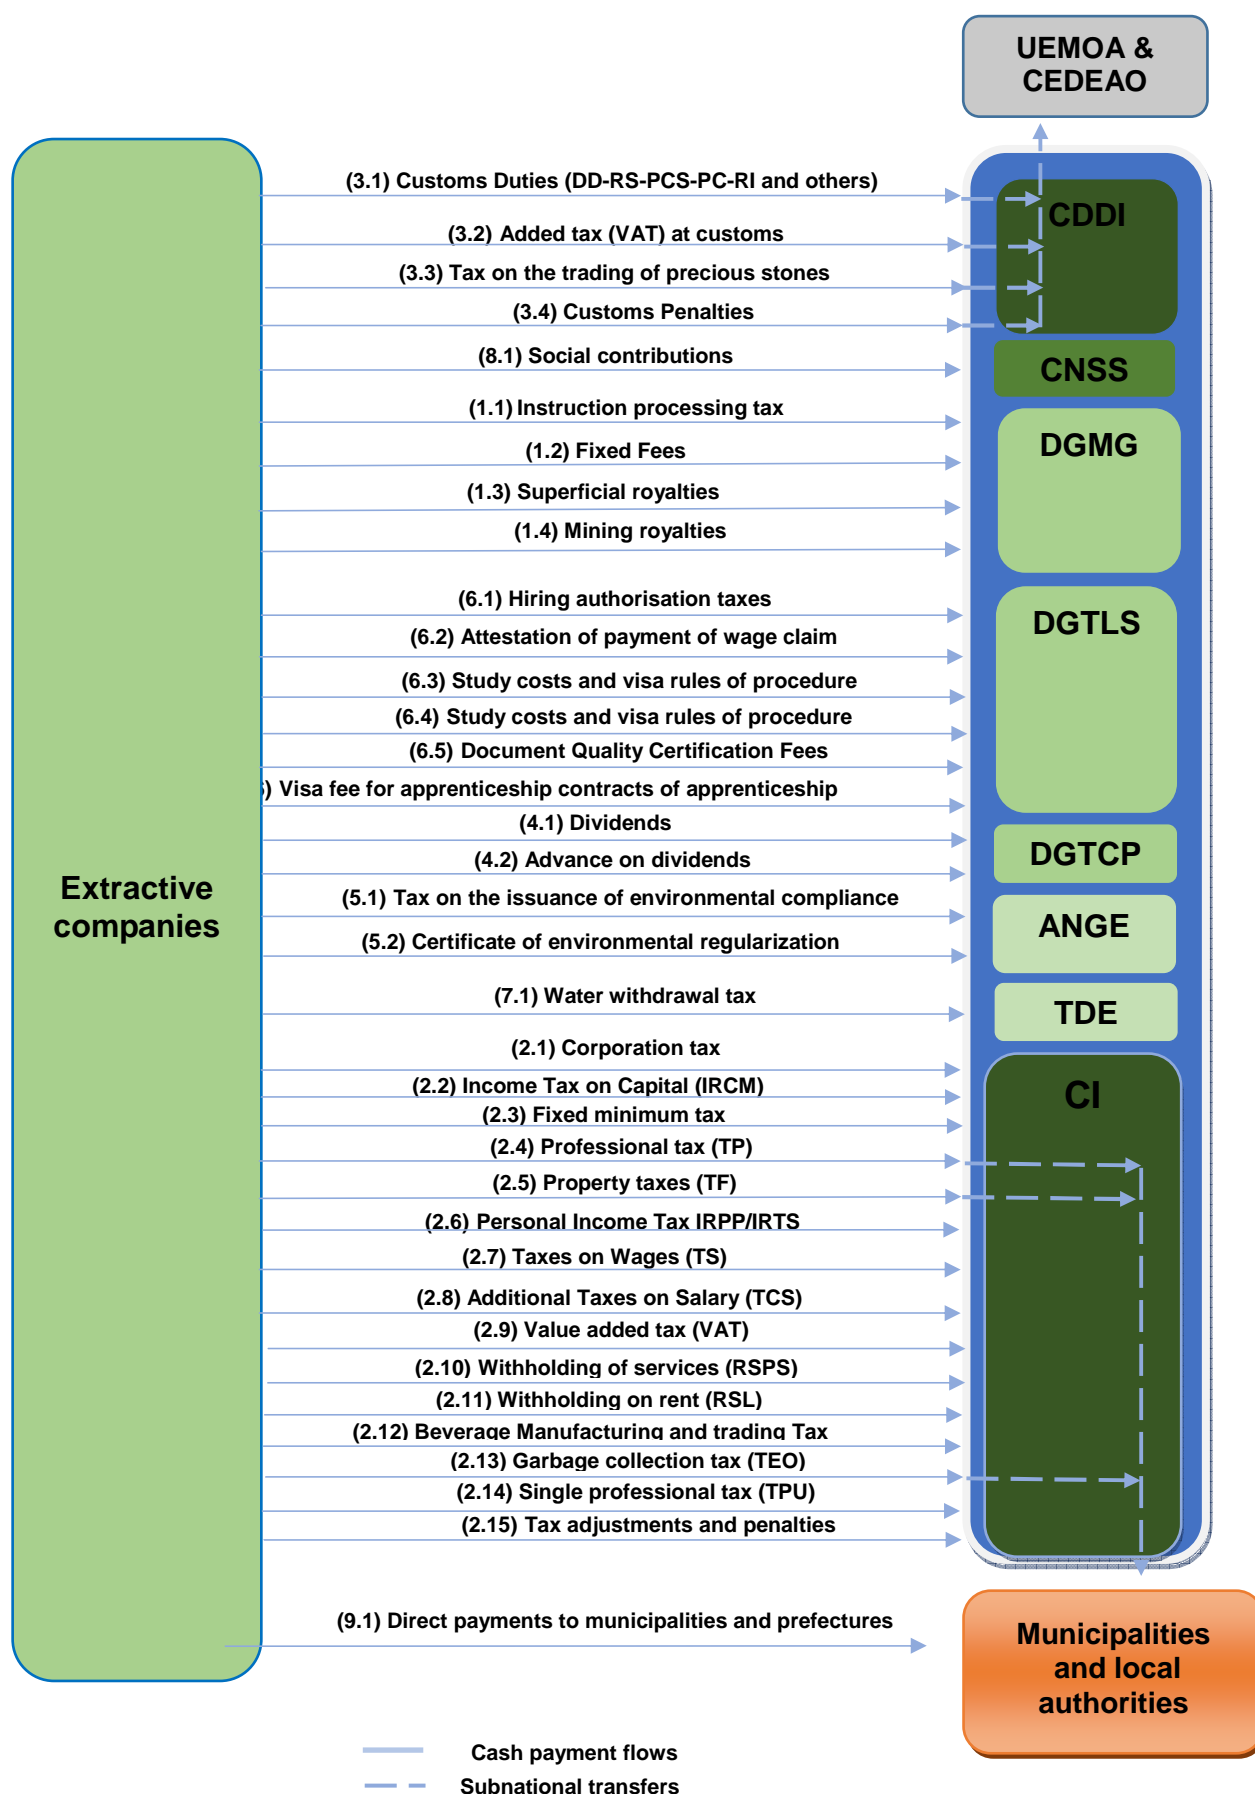 UEMOA &
CEDEAO
(3.1) Customs Duties (DD-RS-PCS-PC-RI and others)
CDDI
(3.2) Added tax (VAT) at customs
(3.3) Tax on the trading of precious stones
(3.4) Customs Penalties
(8.1) Social contributions
CNSS
(1.1) Instruction processing tax
(1.2) Fixed Fees
DGMG
(1.3) Superficial royalties
(1.4) Mining royalties
(6.1) Hiring authorisation taxes
DGTLS
(6.2) Attestation of payment of wage claim
(6.3) Study costs and visa rules of procedure
(6.4) Study costs and visa rules of procedure
(6.5) Document Quality Certification Fees
) Visa fee for apprenticeship contracts of apprenticeship
(4.1) Dividends
(4.2) Advance on dividends
DGTCP
Extractive
companies
(5.1) Tax on the issuance of environmental compliance
(5.2) Certificate of environmental regularization
ANGE
(7.1) Water withdrawal tax
TDE
(2.1) Corporation tax
(2.2) Income Tax on Capital (IRCM)
CI
(2.3) Fixed minimum tax
(2.4) Professional tax (TP)
(2.5) Property taxes (TF)
(2.6) Personal Income Tax IRPP/IRTS
(2.7) Taxes on Wages (TS)
(2.8) Additional Taxes on Salary (TCS)
(2.9) Value added tax (VAT)
(2.10) Withholding of services (RSPS)
(2.11) Withholding on rent (RSL)
(2.12) Beverage Manufacturing and trading Tax
(2.13) Garbage collection tax (TEO)
(2.14) Single professional tax (TPU)
(2.15) Tax adjustments and penalties
(9.1) Direct payments to municipalities and prefectures
Municipalities
and local
authorities
Cash payment flows
Subnational transfers